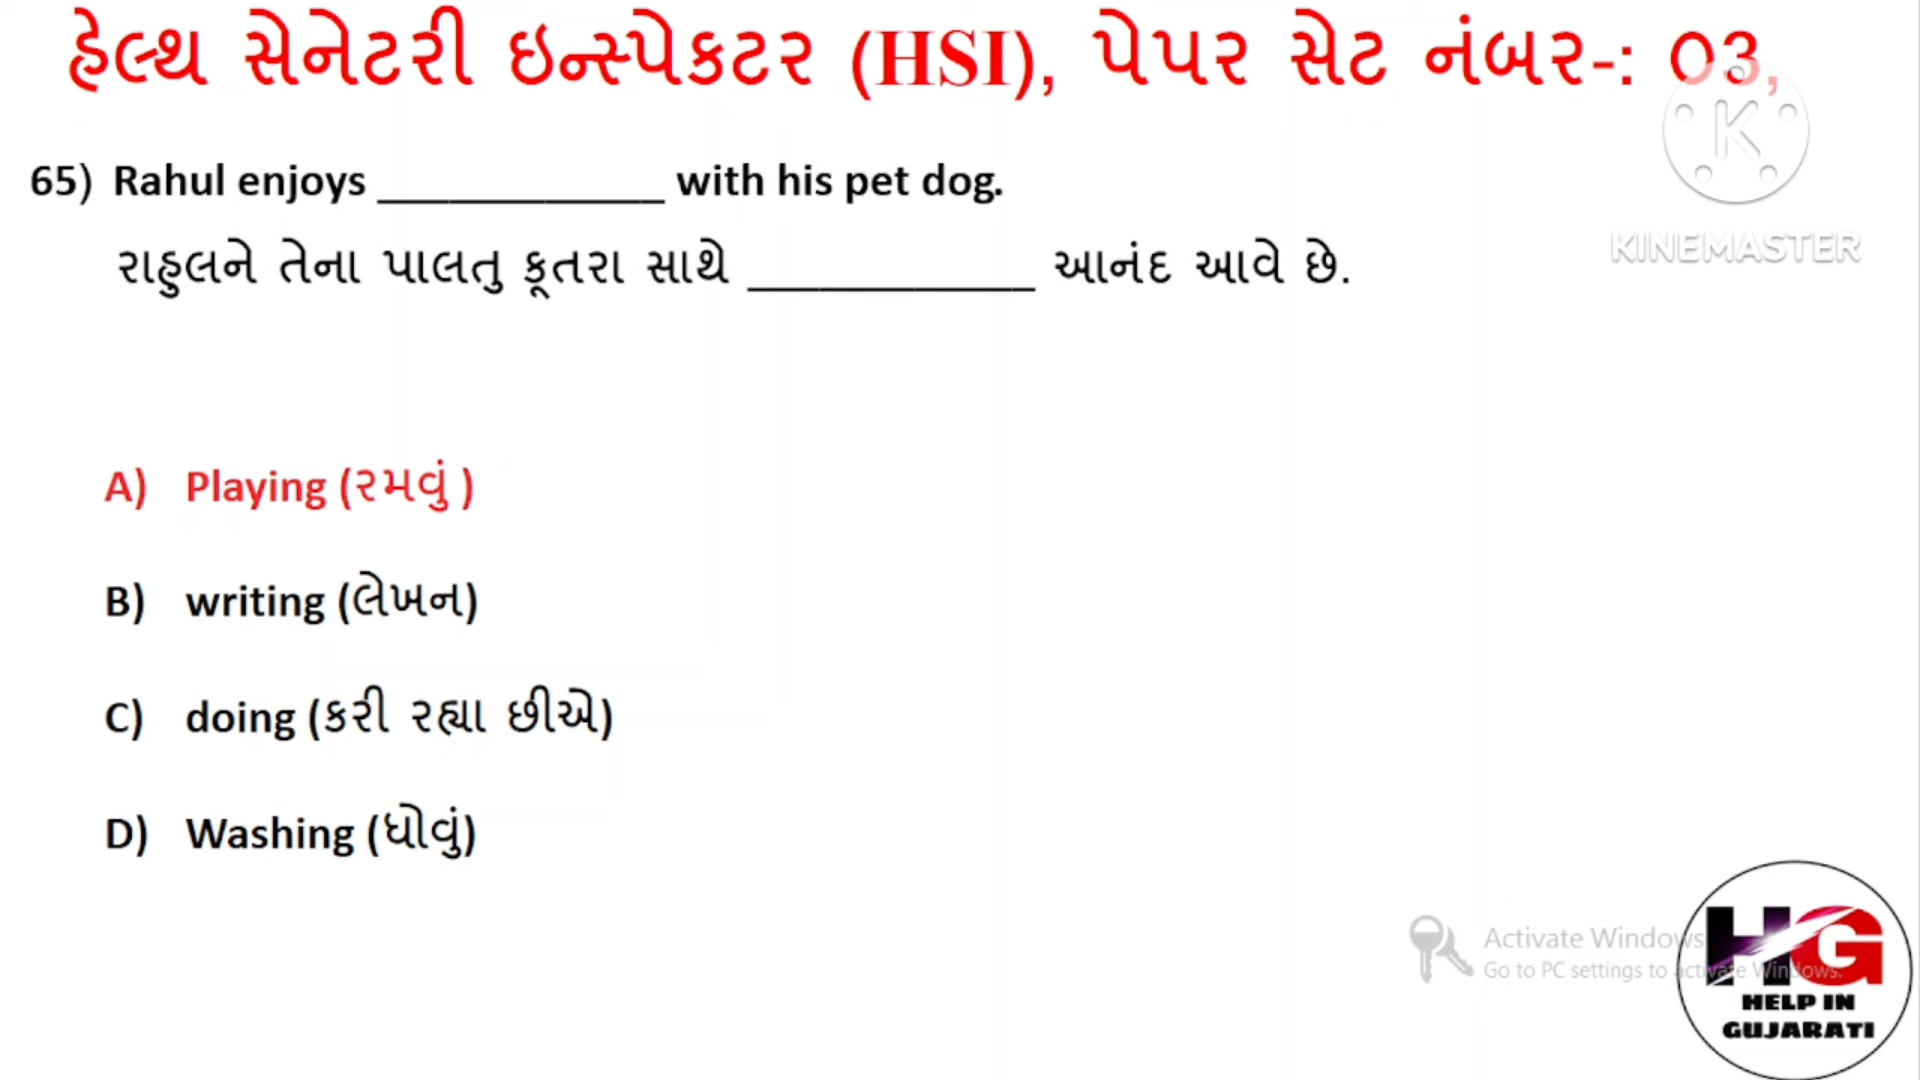 હેલ્થ સેનેટરી ઇન્સ્પેકટર (HSI), પેપર સેટ નંબર-: 03,
K
KINEMASTER
65) Rahul enjoys ____________ with his pet dog.
રાહુલને તેના પાલતુ કૂતરા સાથે ____________ આનંદ આવે છે.
A) Playing (રમવું )
B) writing (લેખન)
C) doing (કરી રહ્યા છીએ)
D) Washing (ધોવું)
Activate Windows
Go to PC settings to activate Windows.
HG
HELP IN
GUJARATI